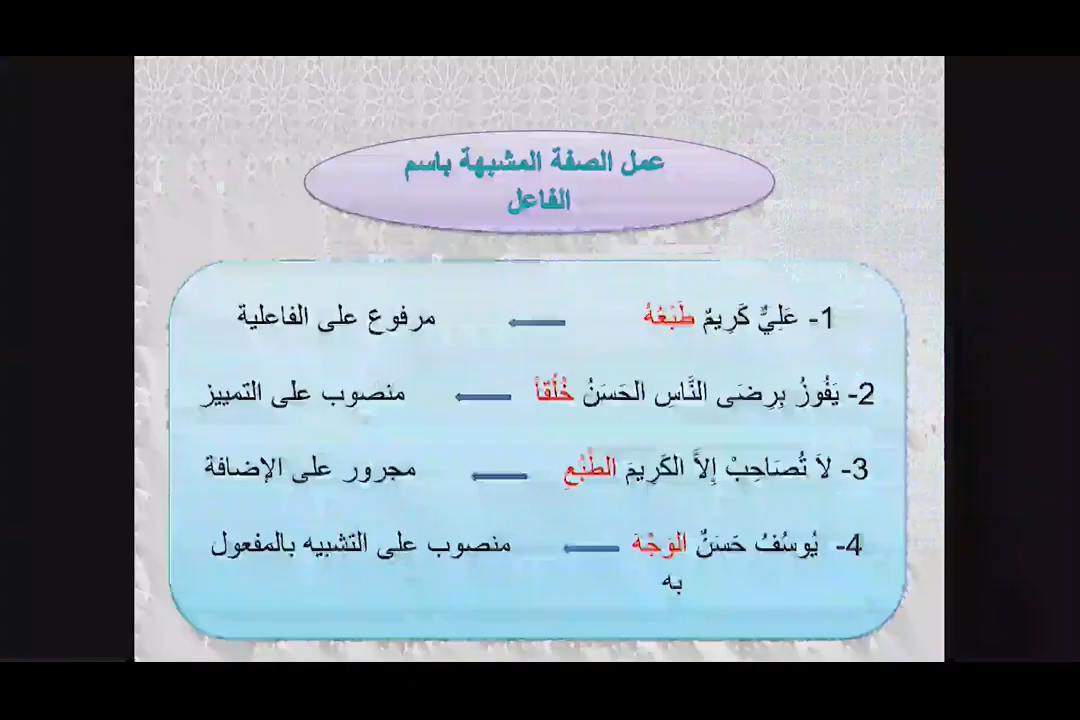 عمل الصفة المشبهة باسم
الفاعل
1- عَلِيٌّ كَرِيمٌ طَبْعُهُ ← مرفوع على الفاعلية
2- يَفُوزُ بِرِضَى النَّاسِ الحَسَنُ خُلُقاً ← منصوب على التمييز
3- لاَ تُصَاحِبْ إِلاَّ الكَرِيمَ الطَّبْعِ ← مجرور على الإضافة
4- يُوسُفُ حَسَنٌ الوَجْهَ ← منصوب على التشبيه بالمفعول
به